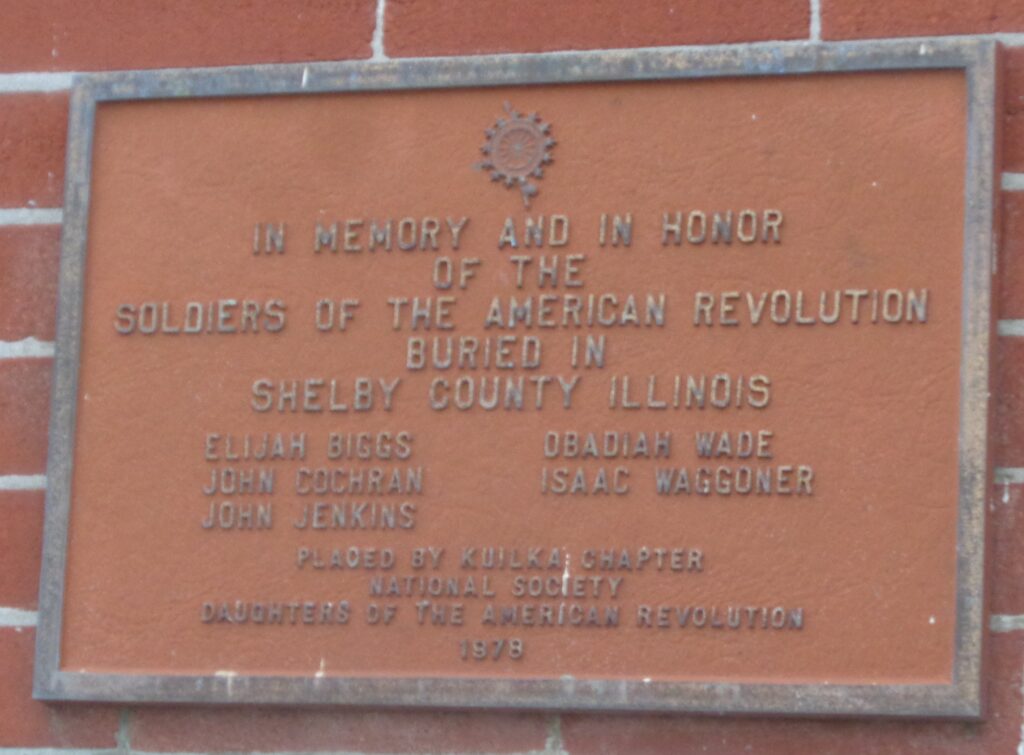 IN MEMORY AND IN HONOR
OF THE
SOLDIERS OF THE AMERICAN REVOLUTION
BURIED IN
SHELBY COUNTY ILLINOIS
ELIJAH BIGGS
JOHN COCHRAN
JOHN JENKINS
OBADIAH WADE
ISAAC WAGGONER
PLACED BY KUILKA CHAPTER
NATIONAL SOCIETY
DAUGHTERS OF THE AMERICAN REVOLUTION
1978